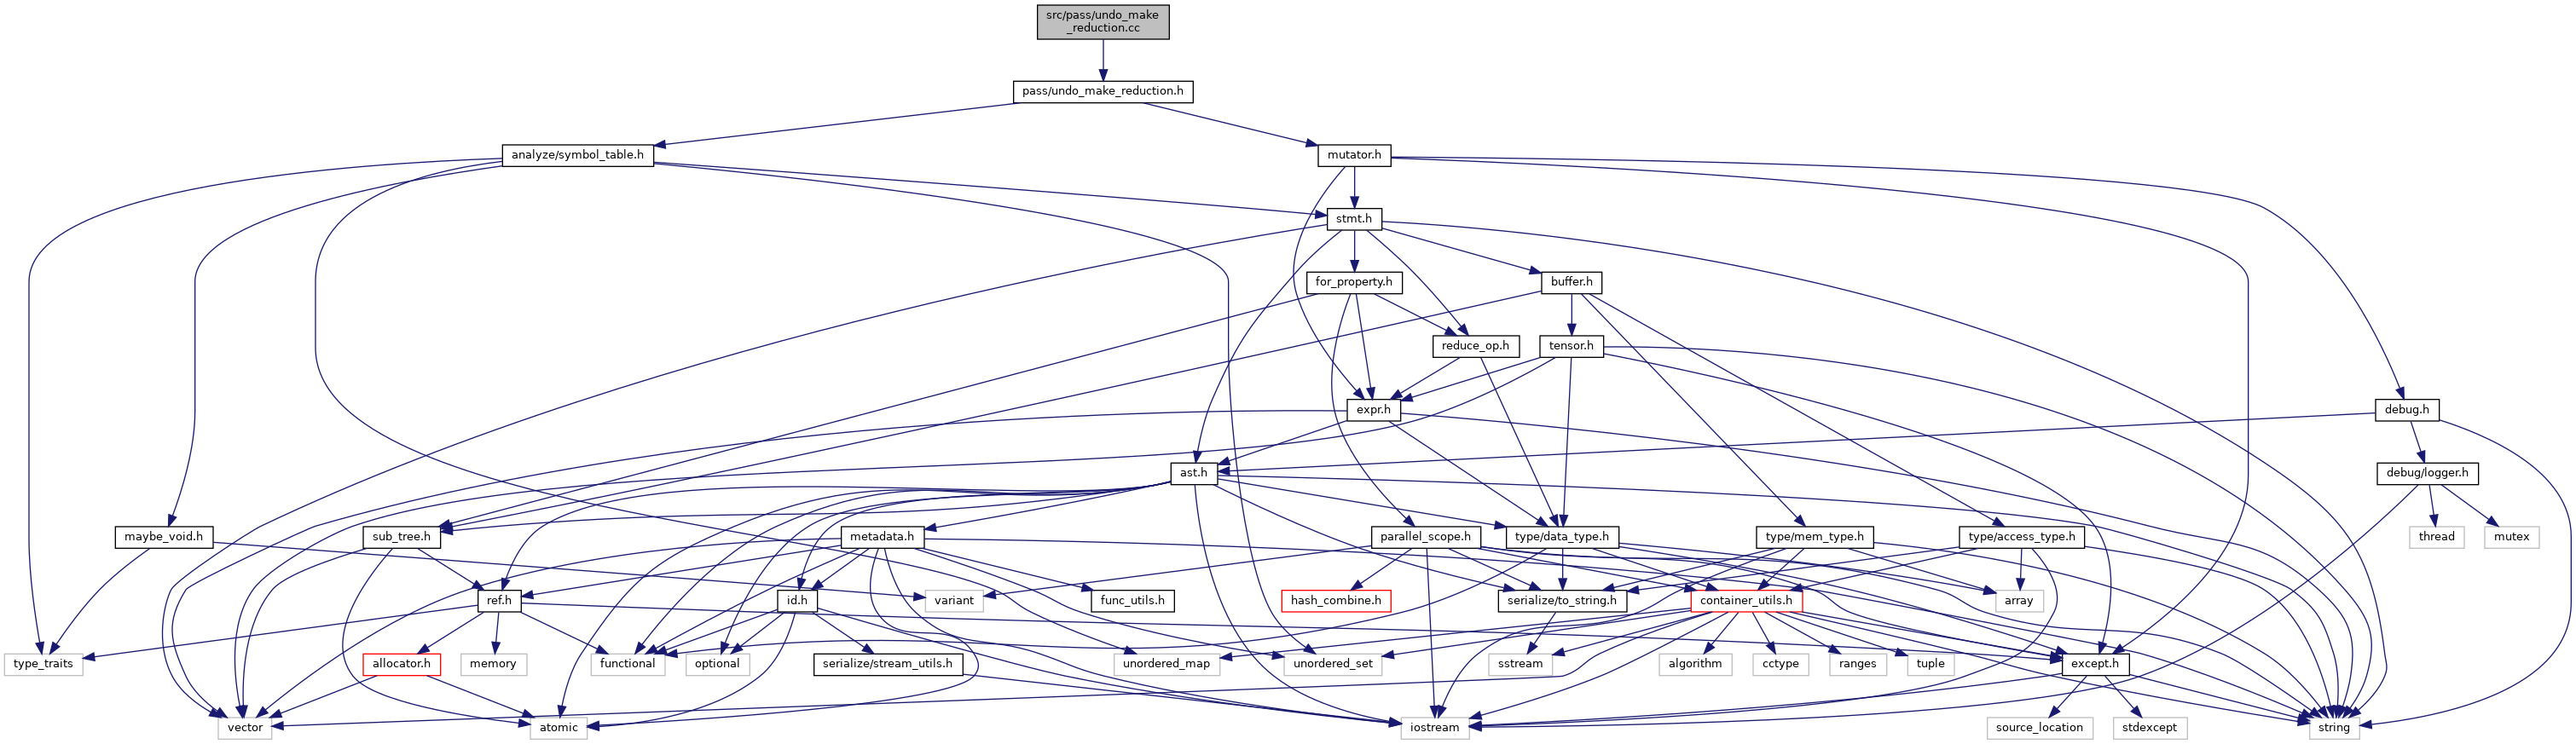 src/pass/undo_make
_reduction.cc
pass/undo_make_reduction.h
analyze/symbol_table.h
mutator.h
stmt.h
for_property.h
buffer.h
reduce_op.h
tensor.h
expr.h
debug.h
ast.h
debug/logger.h
maybe_void.h
sub_tree.h
metadata.h
parallel_scope.h
type/data_type.h
type/mem_type.h
type/access_type.h
thread
mutex
ref.h
id.h
variant
func_utils.h
hash_combine.h
serialize/to_string.h
container_utils.h
array
type_traits
allocator.h
memory
functional
optional
serialize/stream_utils.h
unordered_map
unordered_set
sstream
algorithm
cctype
ranges
tuple
except.h
vector
atomic
iostream
source_location
stdexcept
string